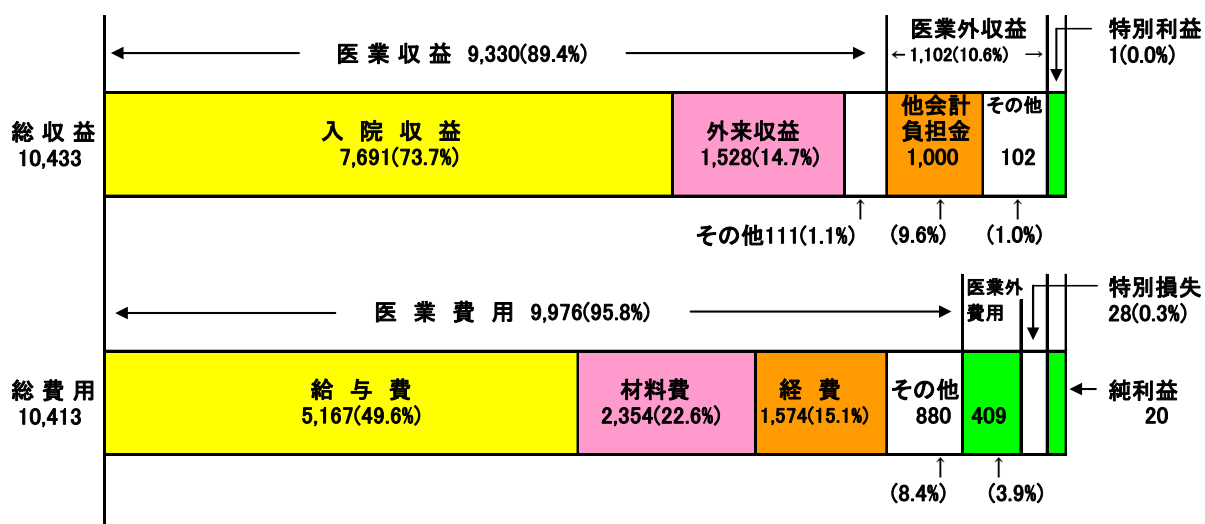 医業外収益
特別利益
医業収益 9,330(89.4%)
← 1,102(10.6%) →
1(0.0%)
総収益
10,433
入院収益
7,691(73.7%)
外来収益
1,528(14.7%)
他会計
負担金
1,000
その他
102
↑
↑
↑
その他111(1.1%)
(9.6%)
(1.0%)
医業費用 9,976(95.8%)
医業外
費用
特別損失
28(0.3%)
総費用
10,413
給与費
5,167(49.6%)
材料費
2,354(22.6%)
経費
1,574(15.1%)
その他
880
409
純利益
20
↑
↑
(8.4%)
(3.9%)